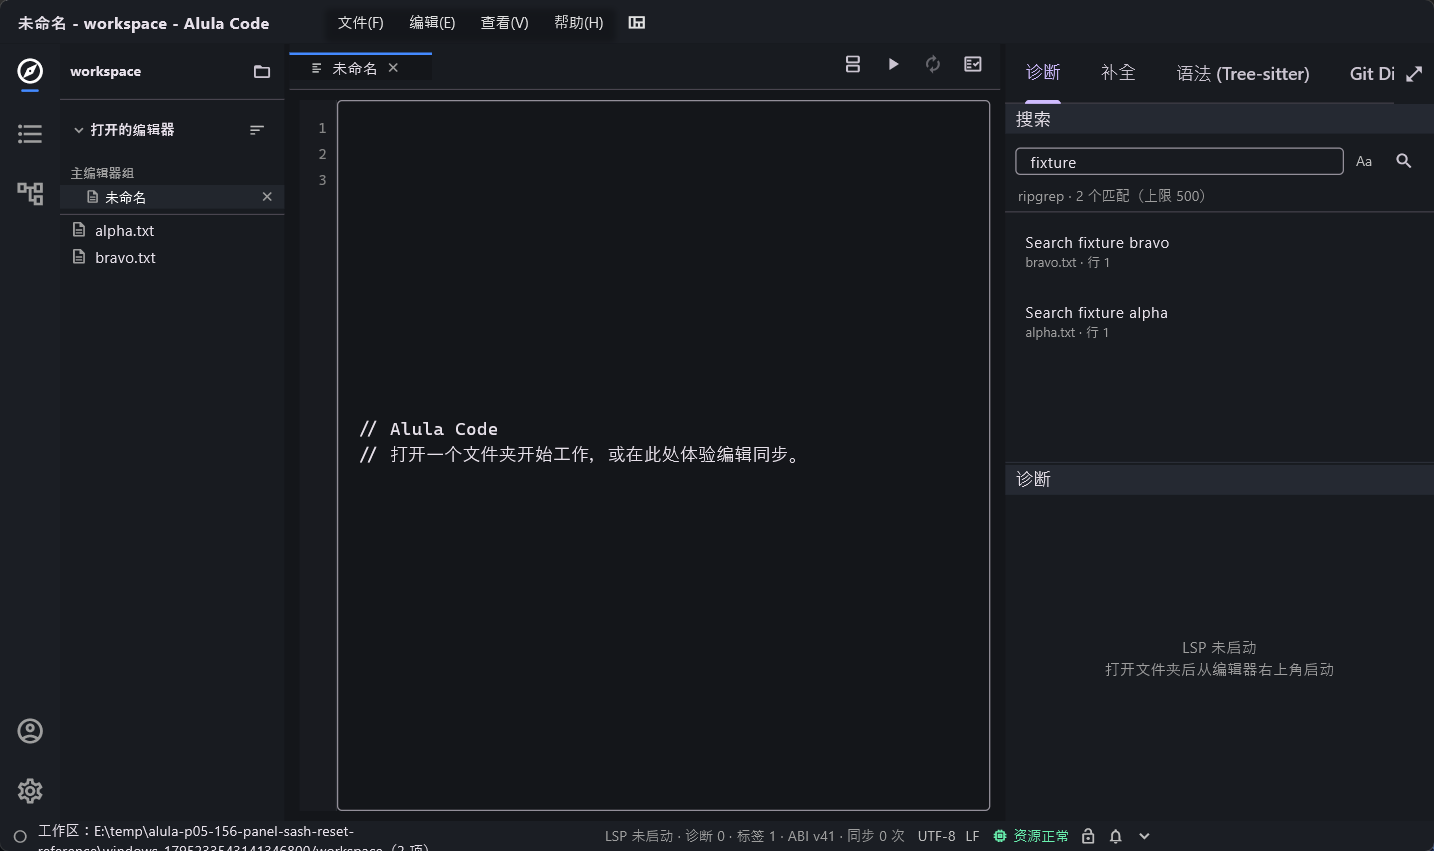 未命名 - workspace - Alula Code
文件(F) 编辑(E) 查看(V) 帮助(H)
workspace
打开的编辑器
主编辑器组
未命名
alpha.txt
bravo.txt
未命名
1
2
3
// Alula Code
// 打开一个文件夹开始工作, 或在此处体验编辑同步。
诊断 补全 语法 (Tree-sitter) Git Di
搜索
fixture Aa
ripgrep · 2 个匹配（上限 500）
Search fixture bravo
bravo.txt · 行 1
Search fixture alpha
alpha.txt · 行 1
诊断
LSP 未启动
打开文件夹后从编辑器右上角启动
工作区：E:\temp\alula-p05-156-panel-sash-reset-
reference\windows-1795233543141346800/workspace（2 项）
LSP 未启动 · 诊断 0 · 标签 1 · ABI v41 · 同步 0 次 UTF-8 LF 资源正常